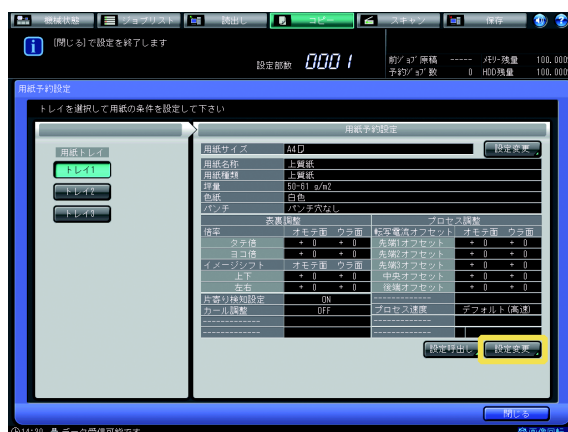 機械状態 ジョブリスト 読出し コピー スキャン 保存
[閉じる]で設定を終了します
設定部数 0001
前ジョブ原稿 ----- メモリ-残量 100.000
予約ジョブ数 0 HDD残量 100.000
用紙予約設定
トレイを選択して用紙の条件を設定して下さい
用紙トレイ
トレイ1
トレイ2
トレイ3
用紙予約設定
用紙サイズ A4 設定変更
用紙名称 上質紙
用紙種類 上質紙
坪量 50-61 g/m2
色紙 白色
パンチ パンチ穴なし
表裏調整 プロセス調整
倍率 オモテ面 ウラ面 転写電流オフセット オモテ面 ウラ面
タテ倍 + 0 + 0 先端1オフセット + 0 + 0
ヨコ倍 + 0 + 0 先端2オフセット + 0 + 0
イメージシフト オモテ面 ウラ面 先端3オフセット + 0 + 0
上下 + 0 + 0 中央オフセット + 0 + 0
左右 + 0 + 0 後端オフセット + 0 + 0
片寄り検知設定 ON -------------
カール調整 OFF プロセス速度 デフォルト(高速)
------------- -------------
-------------
設定呼出し 設定変更
閉じる
14:30 データ受信可能です 画像回転